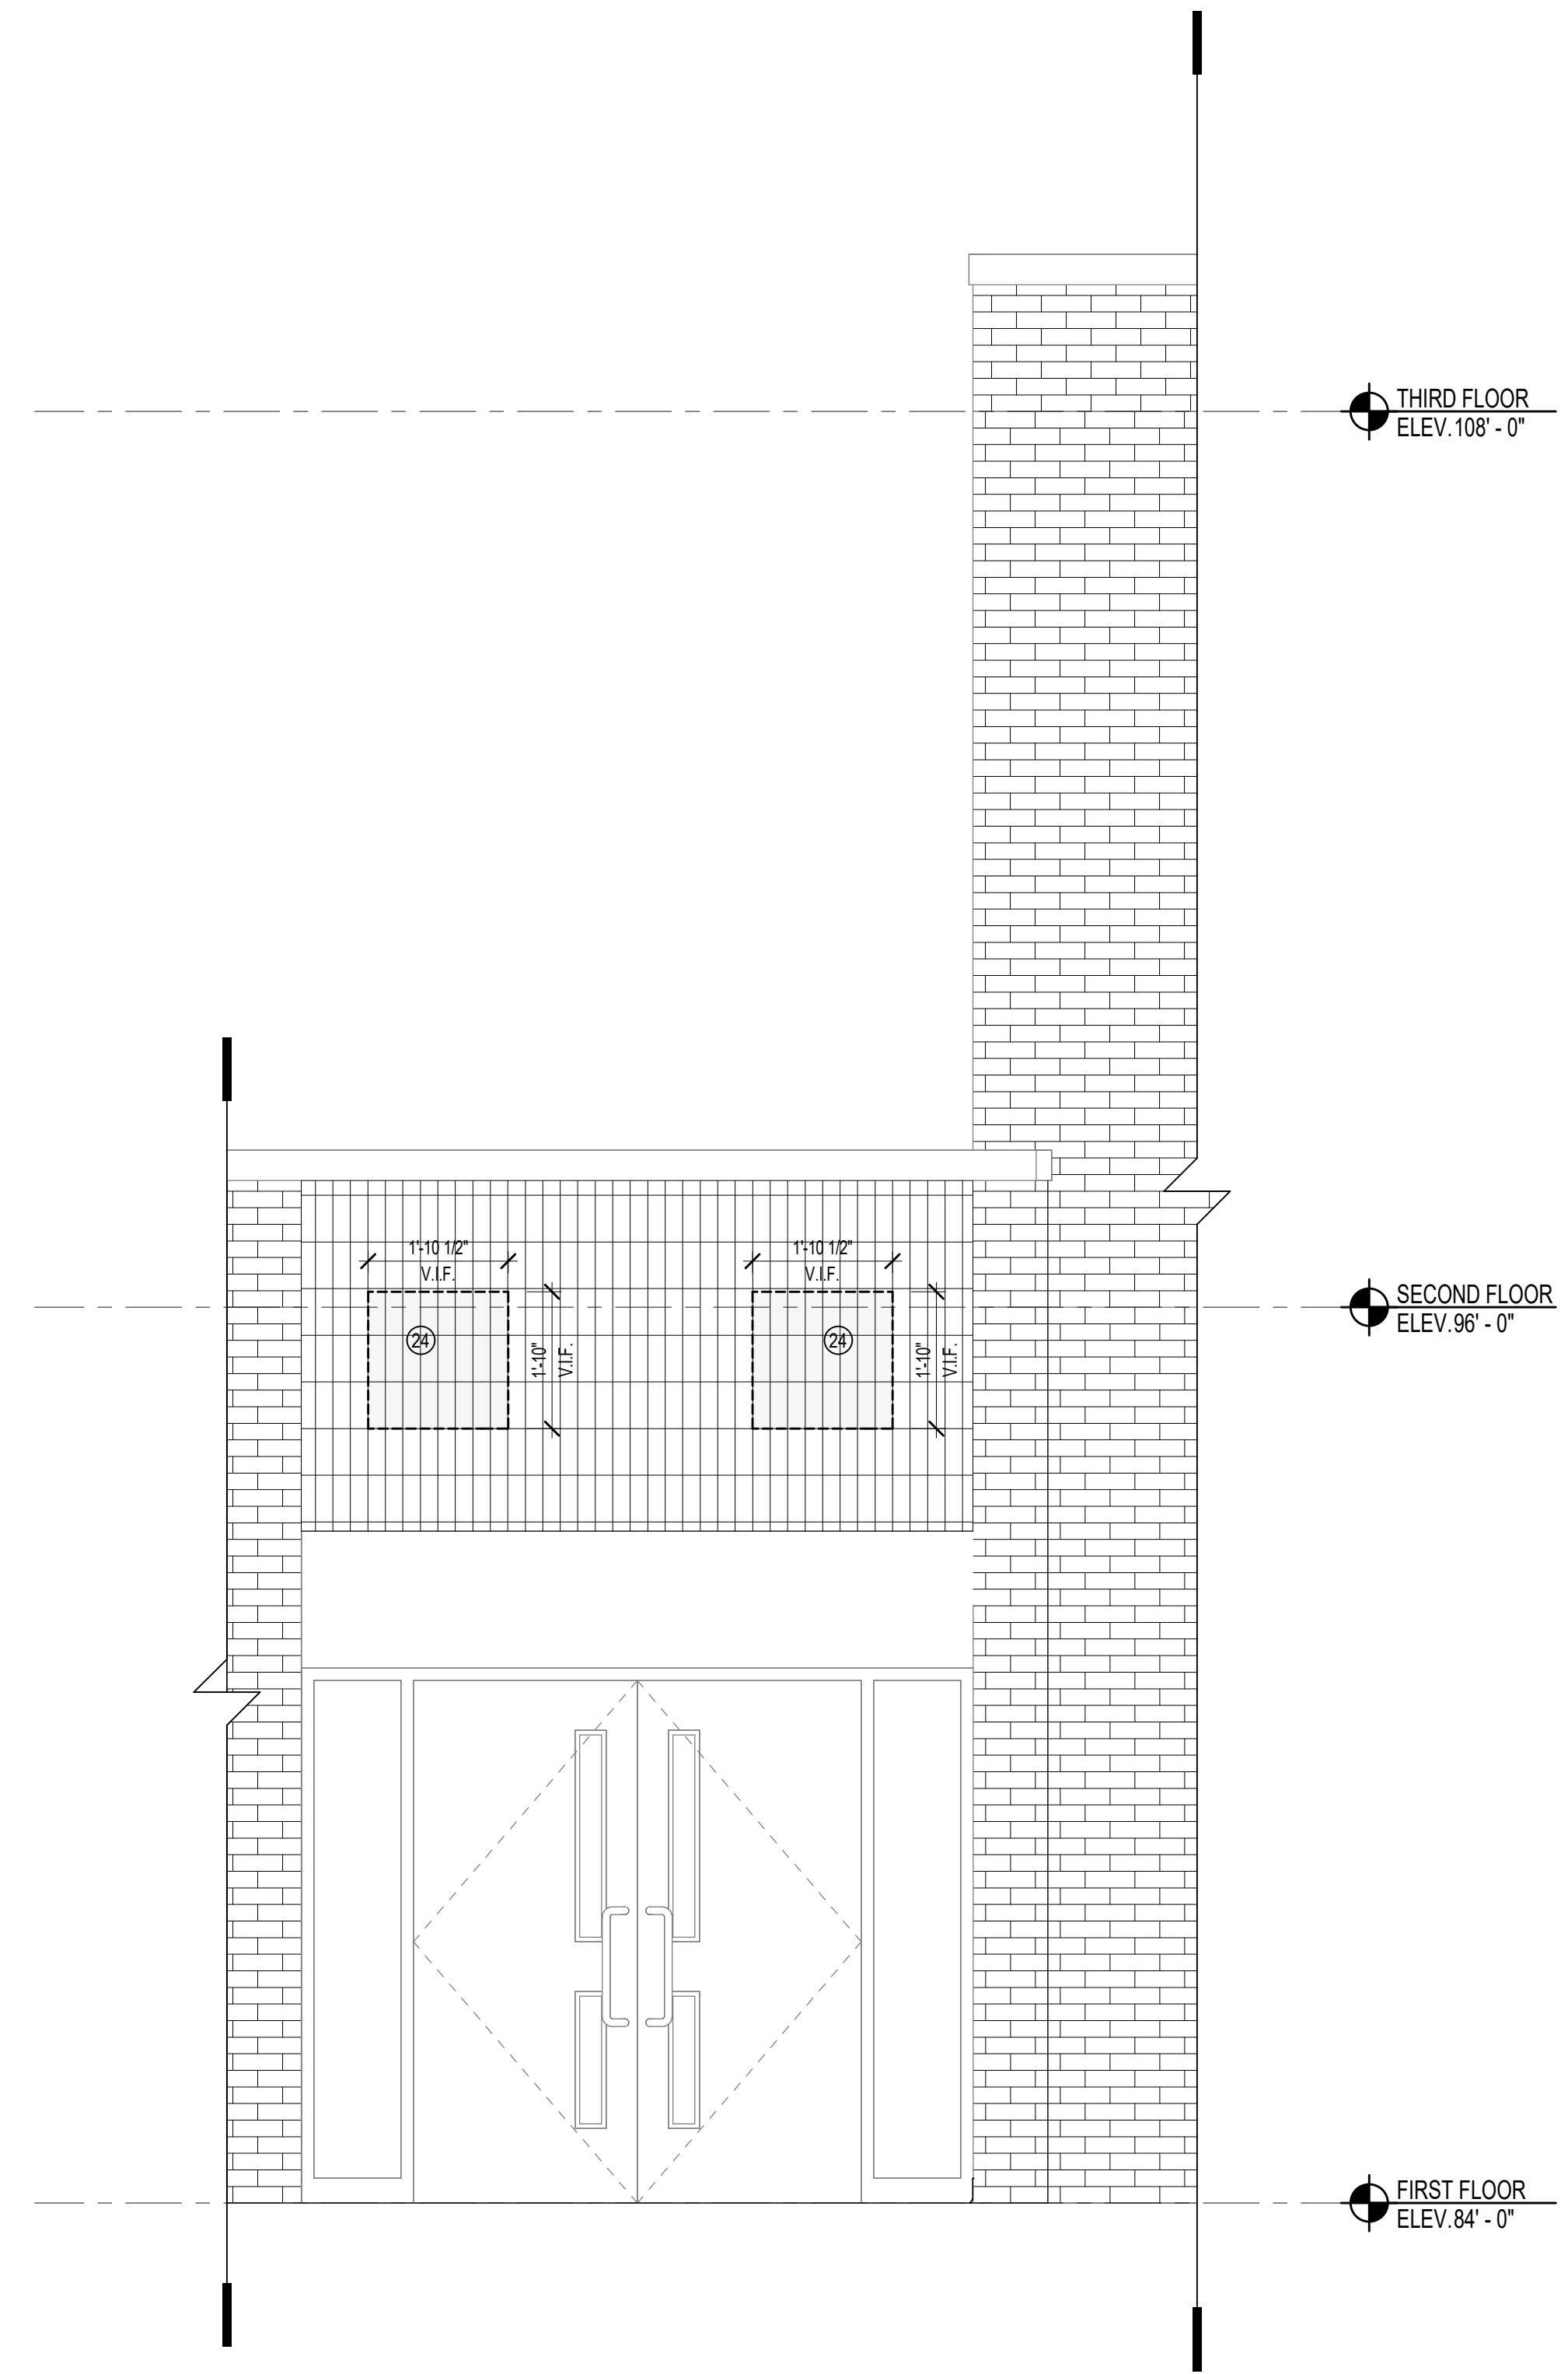 THIRD FLOOR
ELEV. 108' - 0"
1'-10 1/2"
V.I.F.
1'-10 1/2"
V.I.F.
SECOND FLOOR
ELEV. 96' - 0"
24
1'-10"
V.I.F.
24
1'-10"
V.I.F.
FIRST FLOOR
ELEV. 84' - 0"